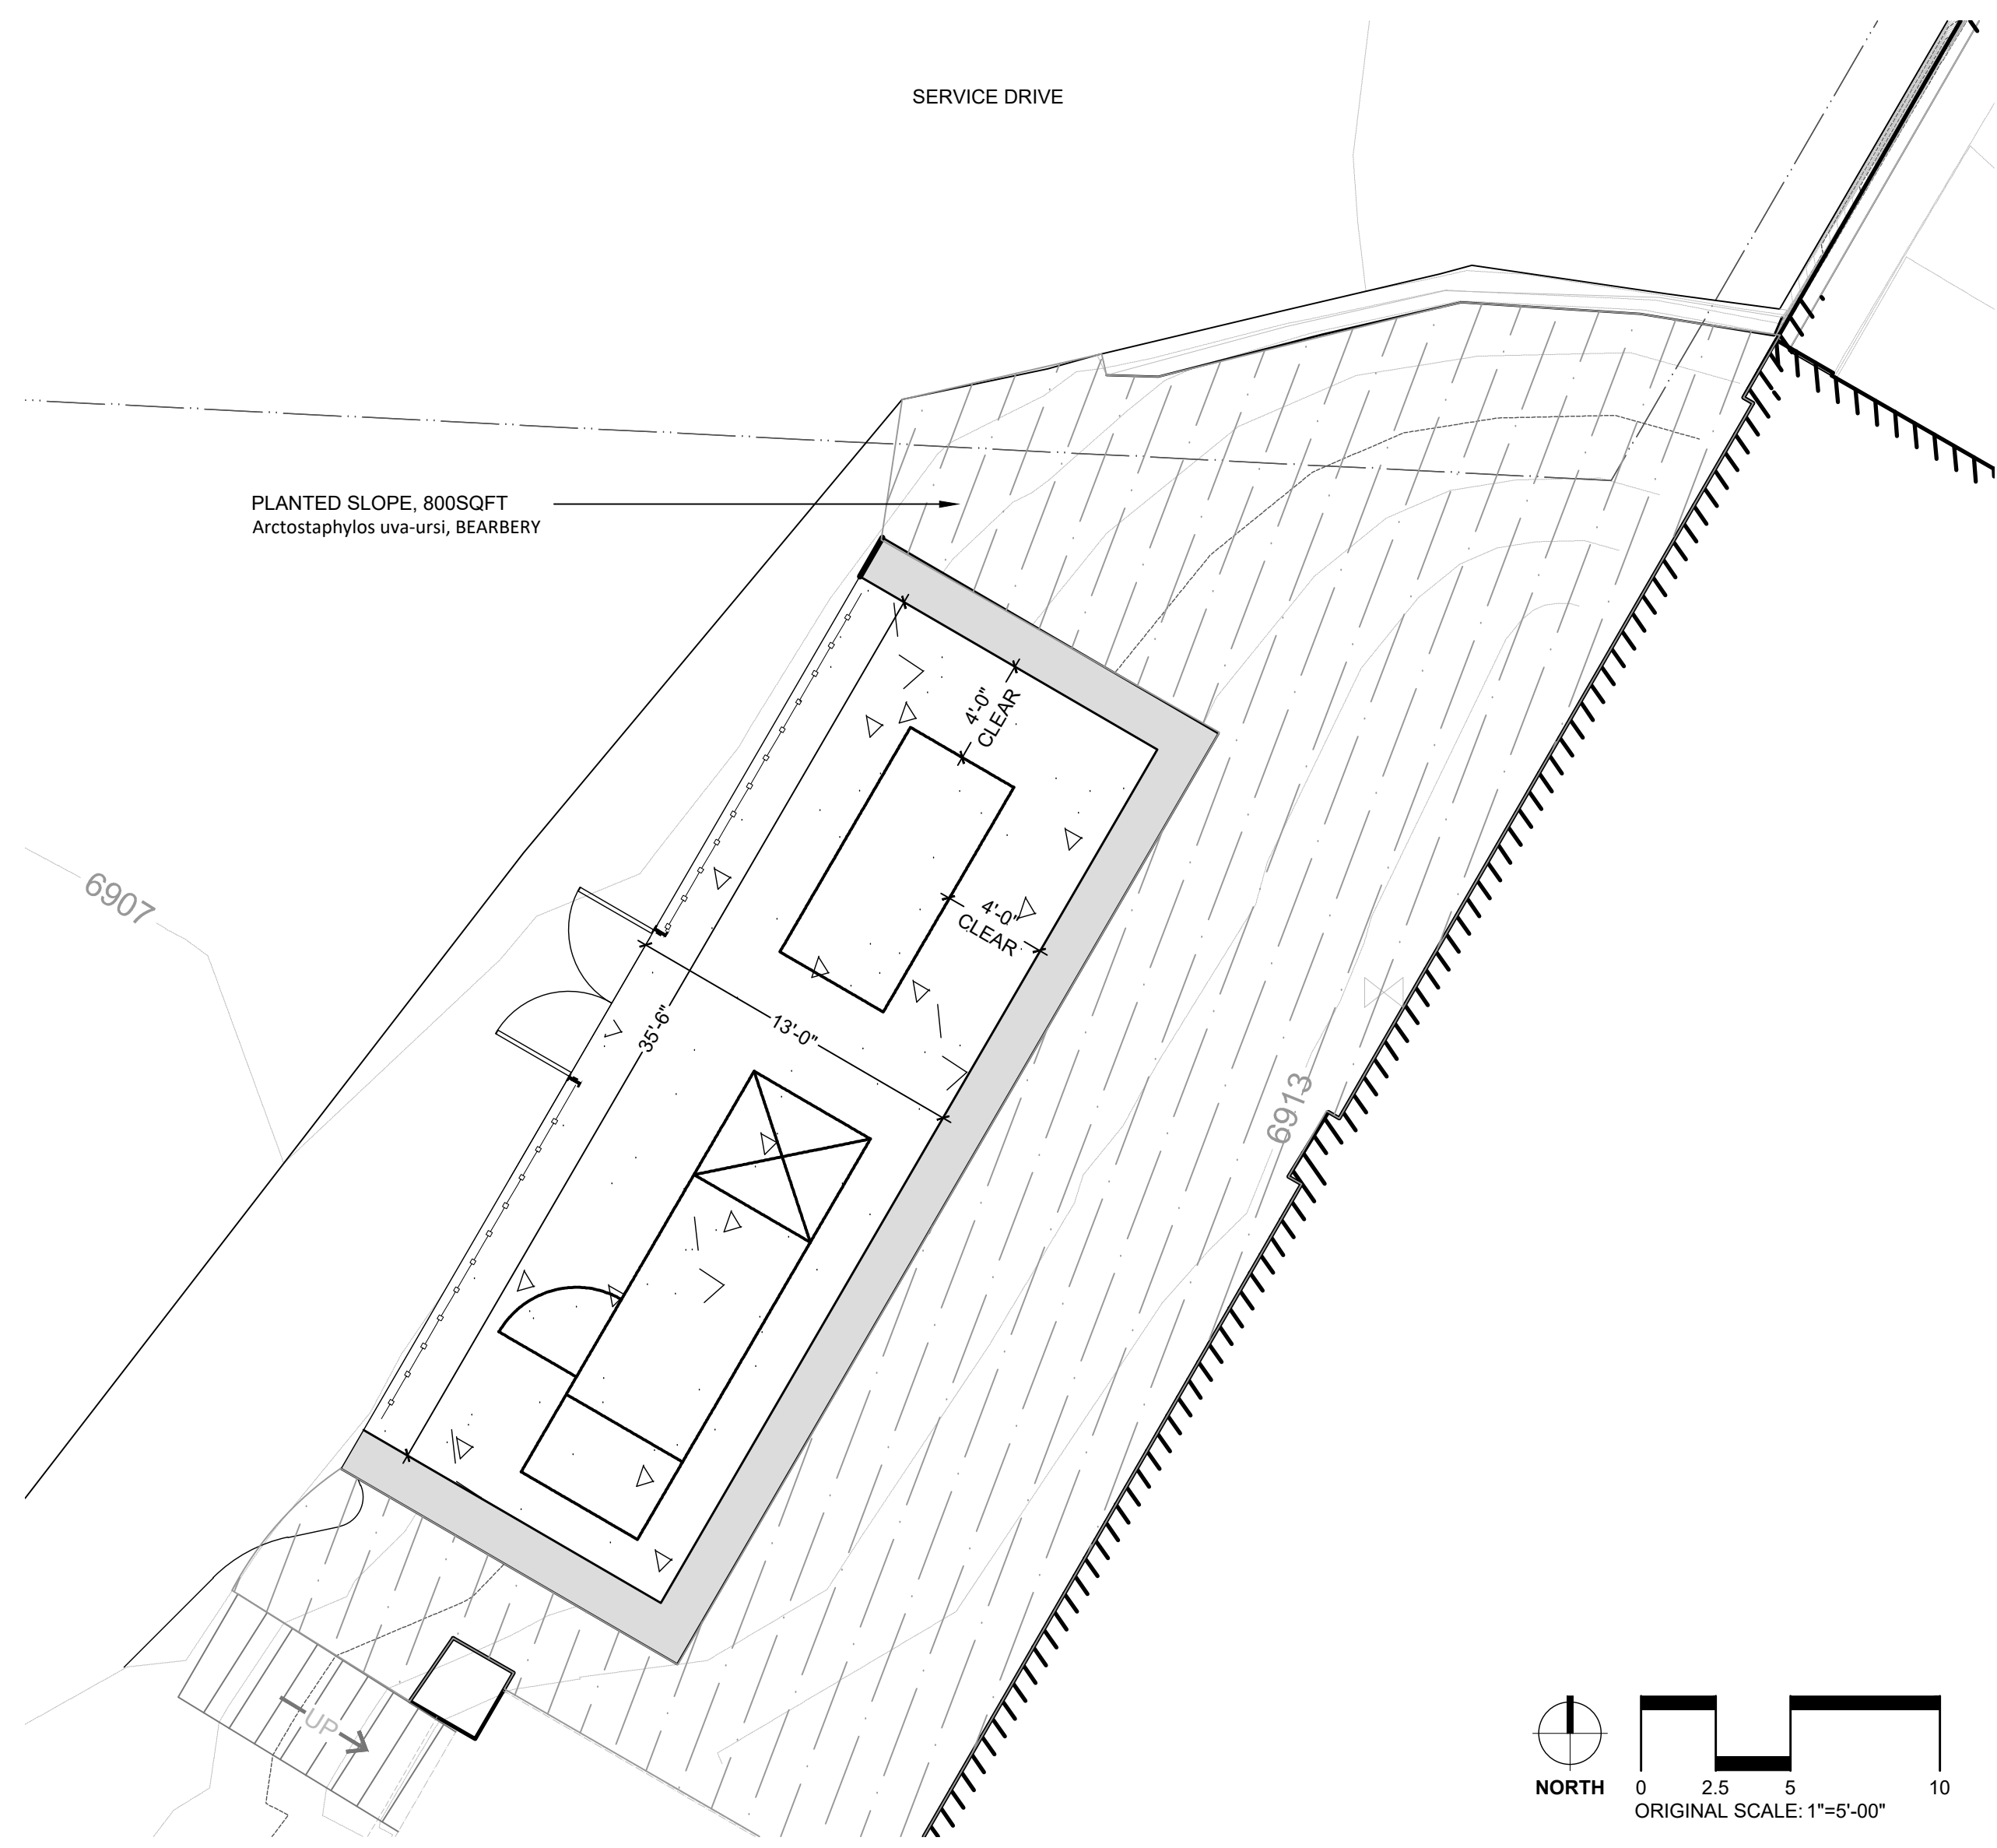 SERVICE DRIVE
PLANTED SLOPE, 800SQFT
Arctostaphylos uva-ursi, BEARBERY
4'-0"
CLEAR
6907
4'-0"
CLEAR
35'-6"
13'-0"
6913
UP
NORTH
0 2.5 5 10
ORIGINAL SCALE: 1"=5'-00"